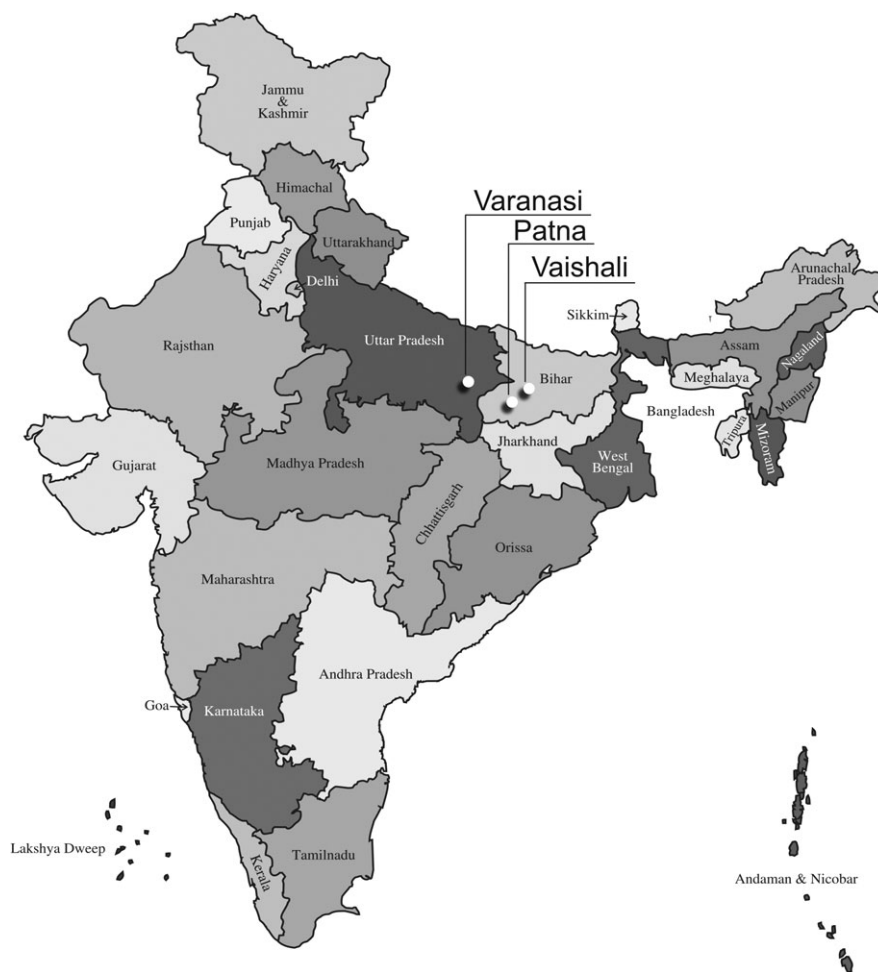 Jammu
&
Kashmir
Himachal
Punjab
Uttarakhand
Haryana
Delhi
Varanasi
Patna
Vaishali
Arunachal
Pradesh
Sikkim
Rajsthan
Uttar Pradesh
Bihar
Assam
Nagaland
Meghalaya
Manipur
Bangladesh
Tripura
Mizoram
Gujarat
Madhya Pradesh
Jharkhand
West
Bengal
Chhattisgarh
Orissa
Maharashtra
Andhra Pradesh
Goa
Karnataka
Lakshya Dweep
Kerala
Tamilnadu
Andaman & Nicobar